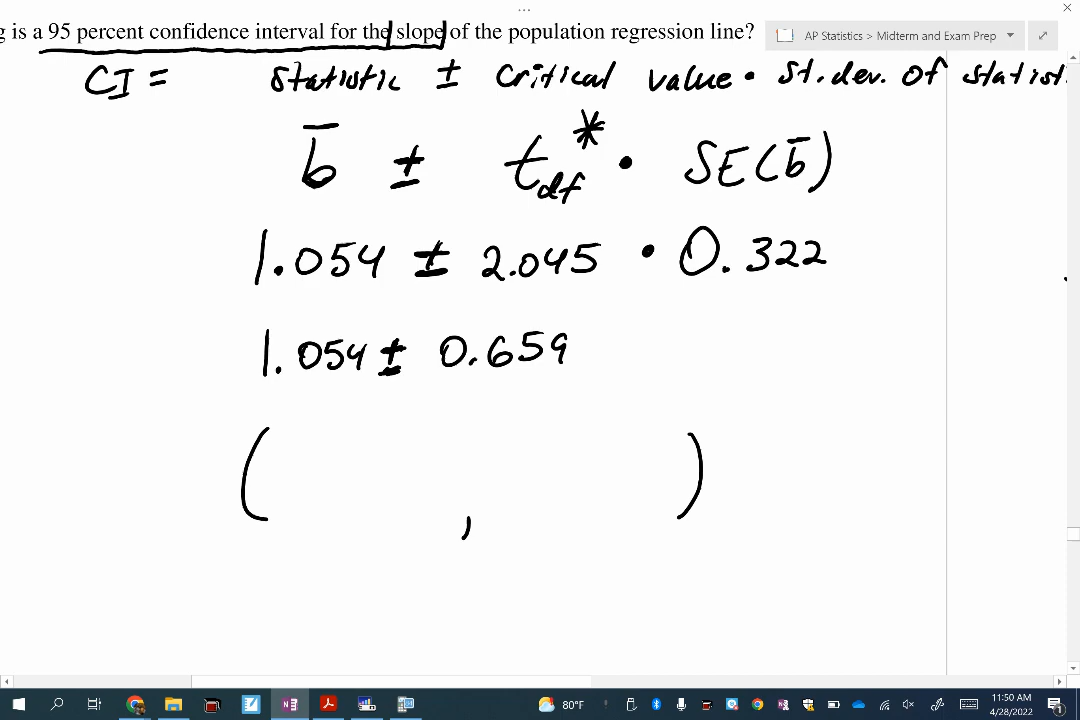 g is a 95 percent confidence interval for the slope of the population regression line?
AP Statistics > Midterm and Exam Prep
CI = statistic ± critical value • st.dev. of statist
b̄ ± t*df • SE(b̄)
1.054 ± 2.045 • 0.322
1.054 ± 0.659
( , )
80°F
11:50 AM
4/28/2022